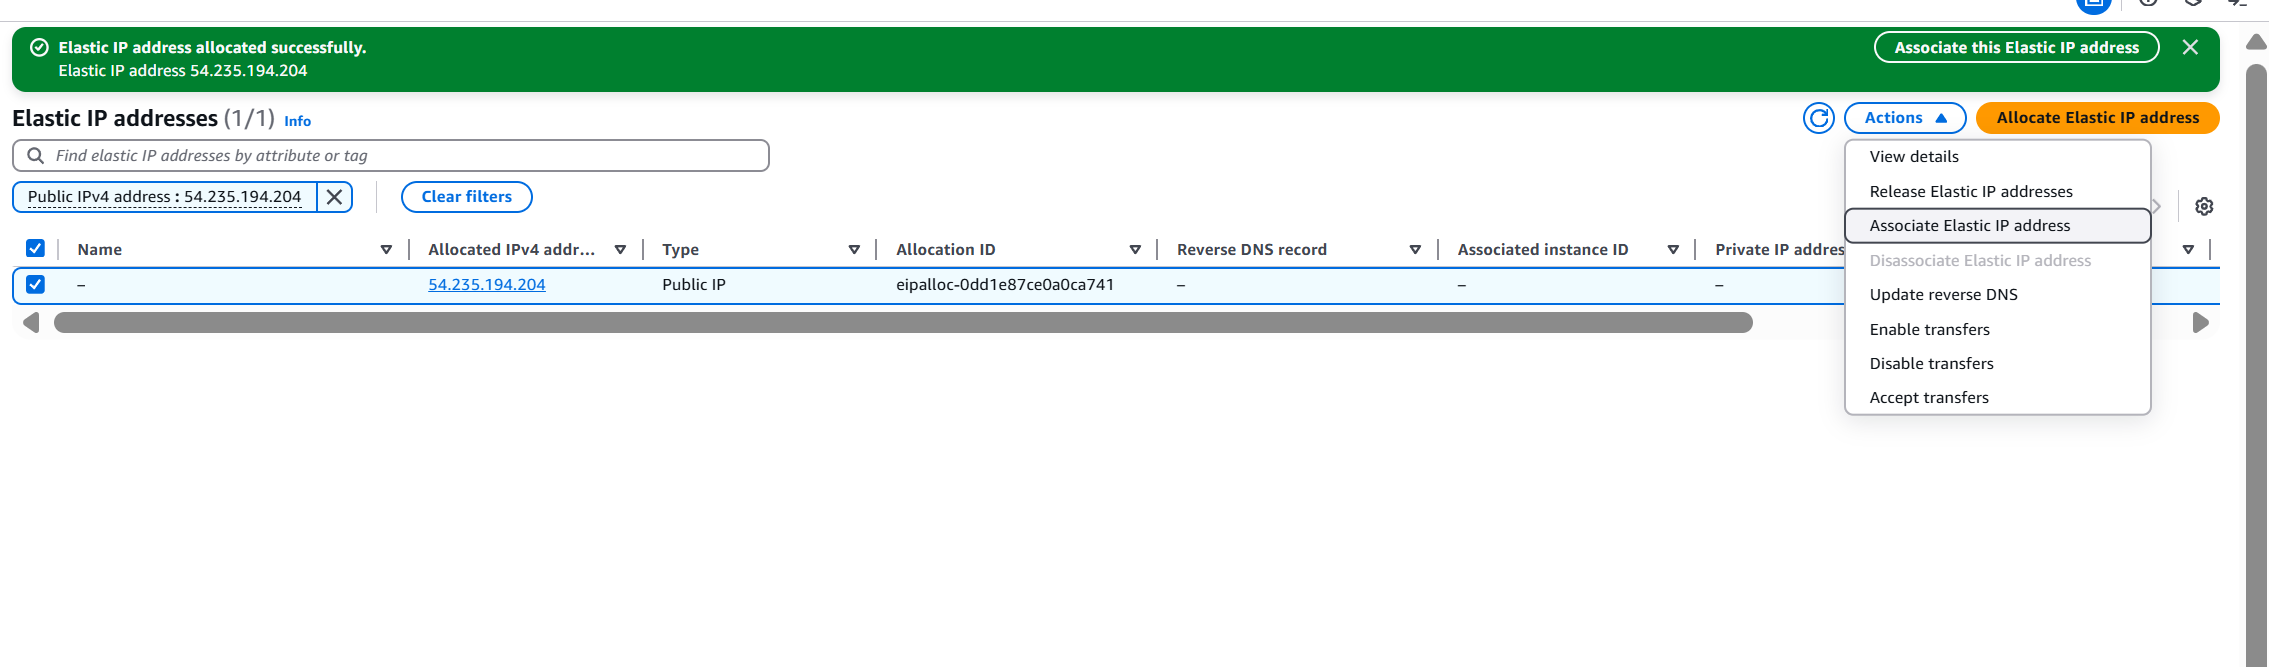 Elastic IP address allocated successfully.
Elastic IP address 54.235.194.204
Associate this Elastic IP address
Elastic IP addresses (1/1) Info
Actions
Allocate Elastic IP address
Find elastic IP addresses by attribute or tag
Public IPv4 address : 54.235.194.204
Clear filters
View details
Release Elastic IP addresses
Associate Elastic IP address
Disassociate Elastic IP address
Update reverse DNS
Enable transfers
Disable transfers
Accept transfers
Name Allocated IPv4 addr... Type Allocation ID Reverse DNS record Associated instance ID Private IP addres
– 54.235.194.204 Public IP eipalloc-0dd1e87ce0a0ca741 – – –